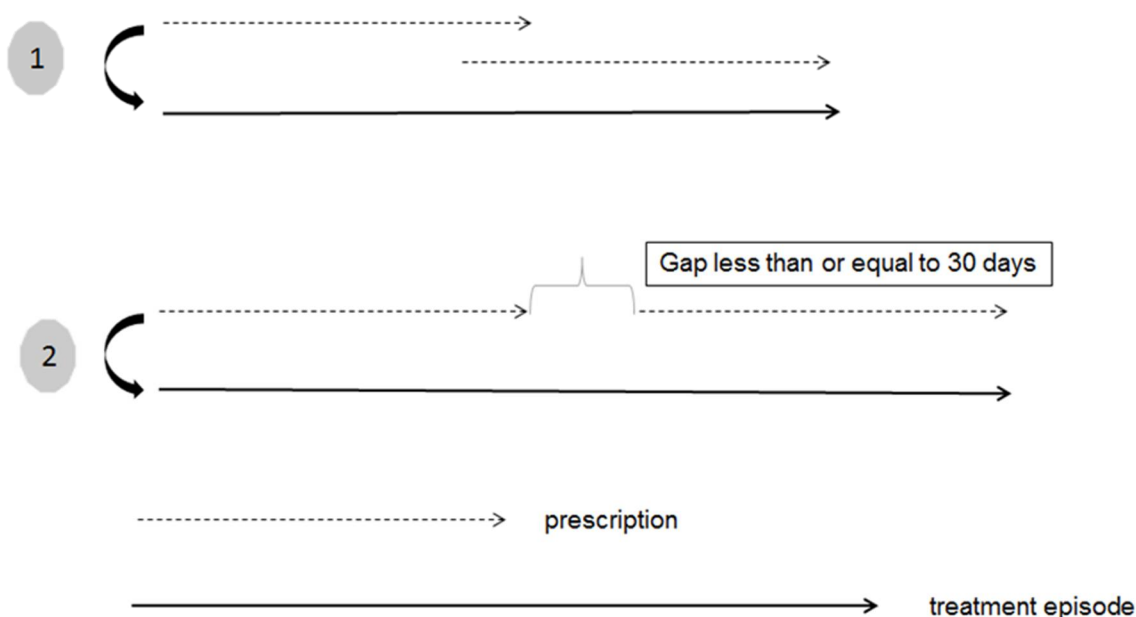 1
Gap less than or equal to 30 days
2
prescription
treatment episode